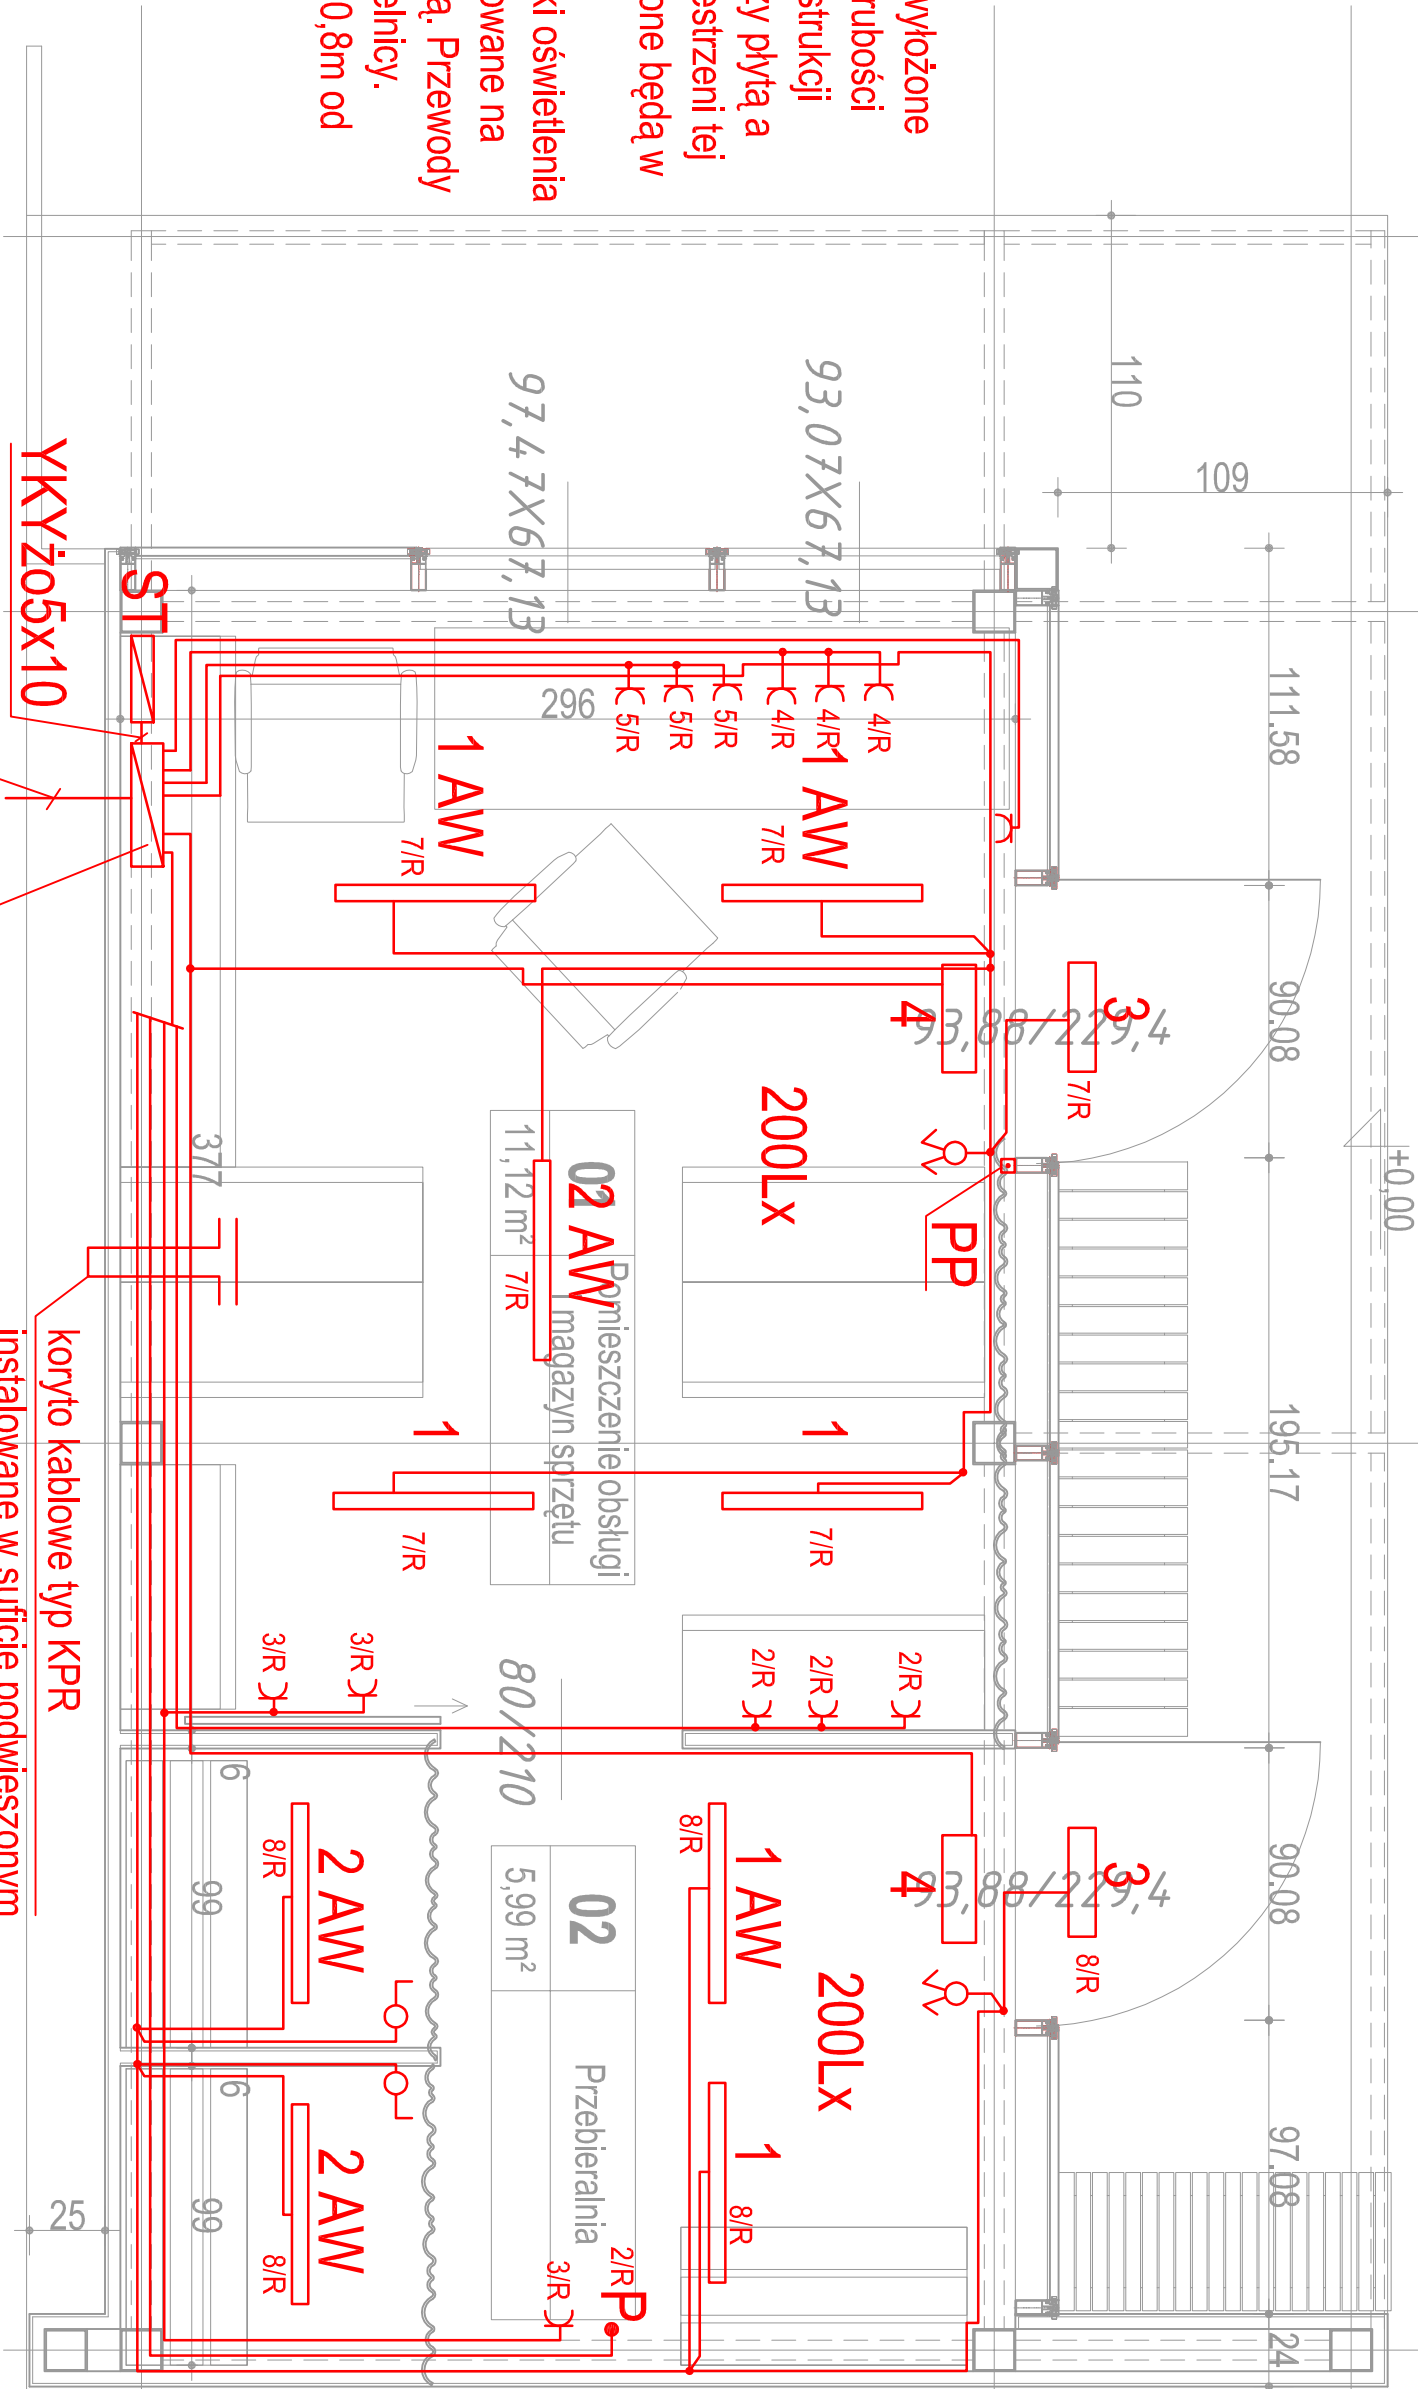 wyłożone
rubości
strukcji
zy płytą a
estrzeni tej
one będą w
ki oświetlenia
owane na
ą. Przewody
elnicy.
0,8m od
110
109
93,07X67,13
97,47X67,13
YKYżo5x10
ST
296
111.58
5/R
5/R
5/R
4/R
4/R
4/R
1 AW
7/R
1 AW
7/R
90.08
3
93,88/229,4
7/R
4
200Lx
+0,00
377
01
11,12 m²
Pomieszczenie obsługi
i magazyn sprzętu
2 AW
7/R
PP
koryto kablowe typ KPR
instalowane w suficie podwieszonym
195.17
1
7/R
1
7/R
3/R
3/R
2/R
2/R
2/R
80/210
6
99
2 AW
8/R
8/R
1 AW
02
5,99 m²
Przebieralnia
4
93,88/229,4
3
8/R
90.08
200Lx
6
99
2 AW
8/R
1
8/R
97.08
25
3/R
2/R
P
24